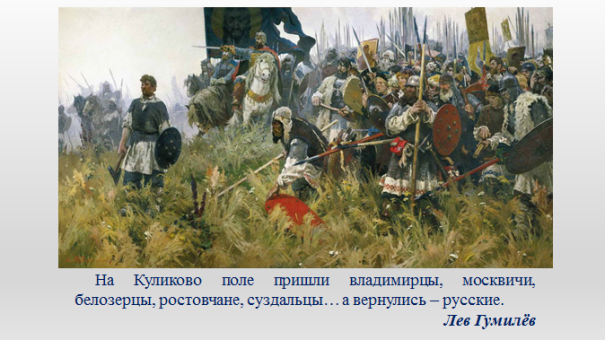 На Куликово поле пришли владимирцы, москвичи,
белозерцы, ростовчане, суздальцы… а вернулись – русские.
Лев Гумилёв